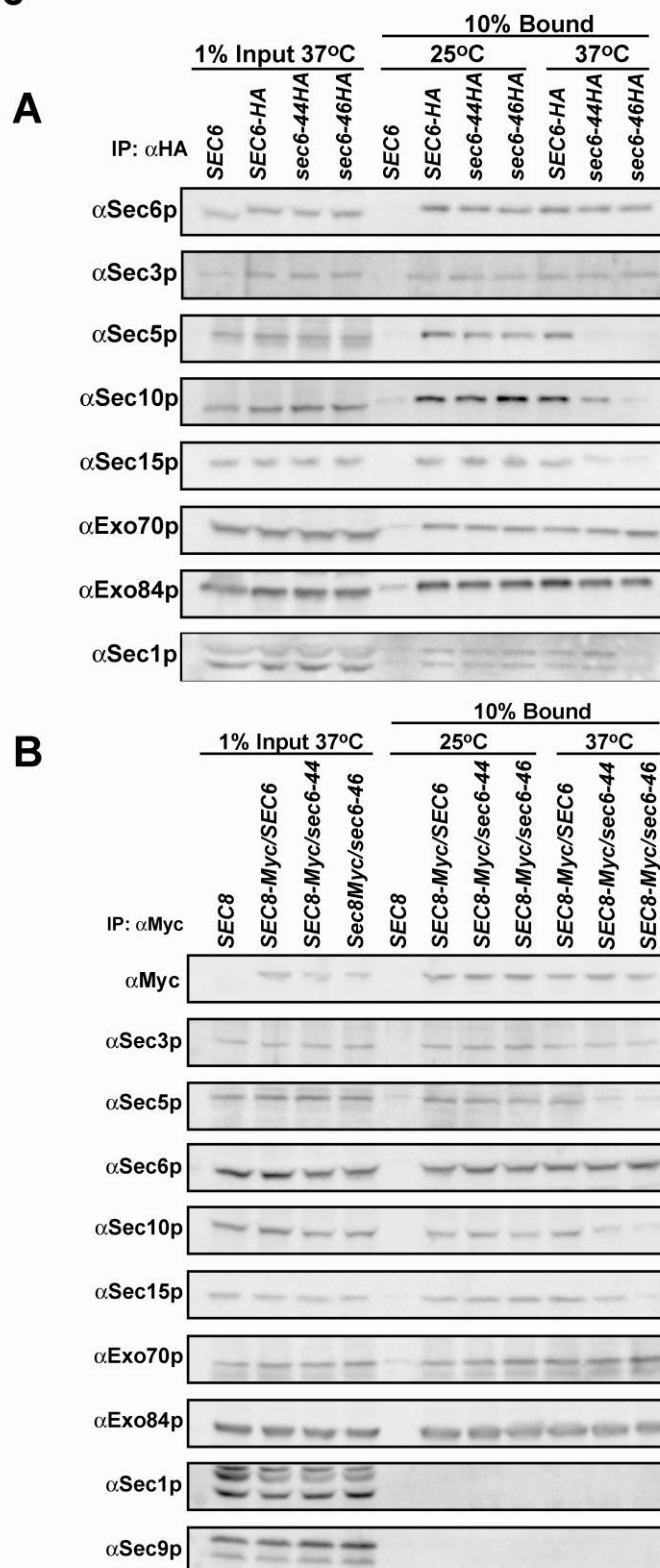 10% Bound
1% Input 37°C 25°C 37°C
A
IP: αHA SEC6 SEC6-HA sec6-44HA sec6-46HA SEC6 SEC6-HA sec6-44HA sec6-46HA SEC6-HA sec6-44HA sec6-46HA
αSec6p
αSec3p
αSec5p
αSec10p
αSec15p
αExo70p
αExo84p
αSec1p
10% Bound
B
1% Input 37°C 25°C 37°C
IP: αMyc SEC8 SEC8-Myc/SEC6 SEC8-Myc/sec6-44 Sec8Myc/sec6-46 SEC8 SEC8-Myc/SEC6 SEC8-Myc/sec6-44 SEC8-Myc/sec6-46 SEC8-Myc/SEC6 SEC8-Myc/sec6-44 SEC8-Myc/sec6-46
αMyc
αSec3p
αSec5p
αSec6p
αSec10p
αSec15p
αExo70p
αExo84p
αSec1p
αSec9p